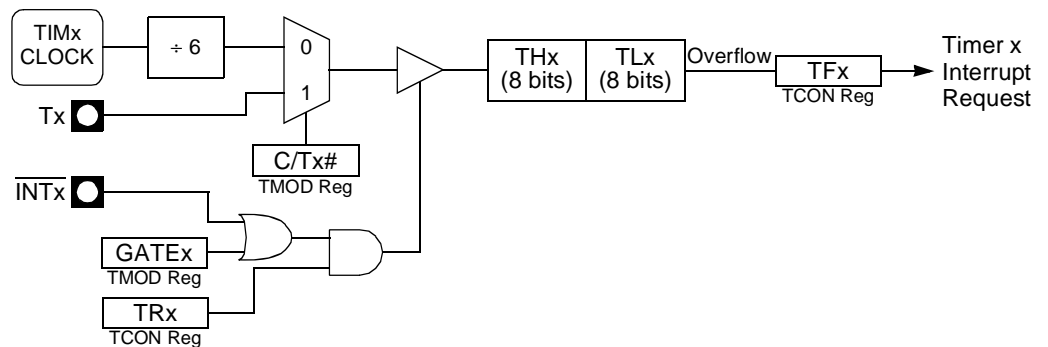 TIMx
CLOCK
÷ 6
0
1
Tx
C/Tx#
TMOD Reg
THx
(8 bits)
TLx
(8 bits)
Overflow
TFx
TCON Reg
Timer x
Interrupt
Request
INTx
GATEx
TMOD Reg
TRx
TCON Reg